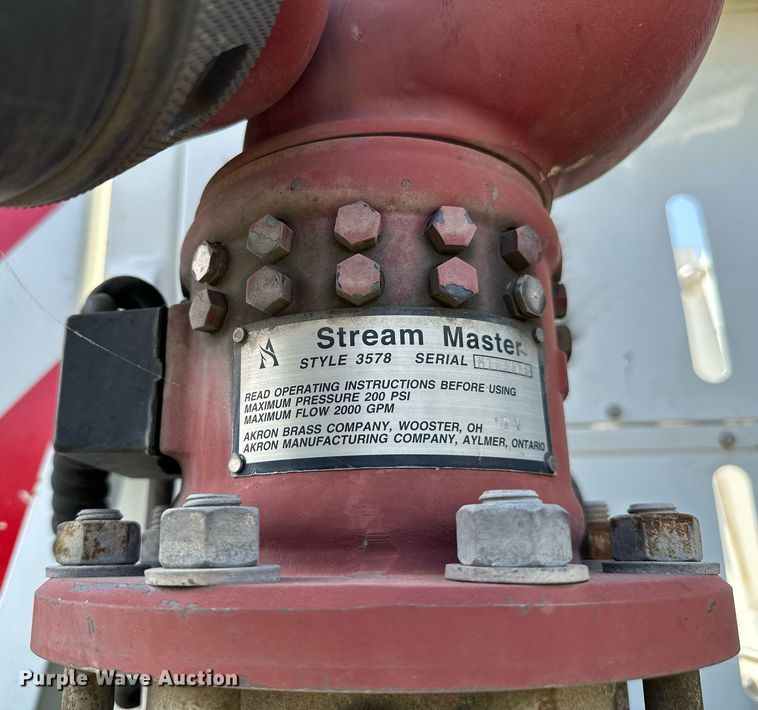 Stream Master
STYLE 3578 SERIAL
READ OPERATING INSTRUCTIONS BEFORE USING
MAXIMUM PRESSURE 200 PSI
MAXIMUM FLOW 2000 GPM
AKRON BRASS COMPANY, WOOSTER, OH
AKRON MANUFACTURING COMPANY, AYLMER, ONTARIO
Purple Wave Auction